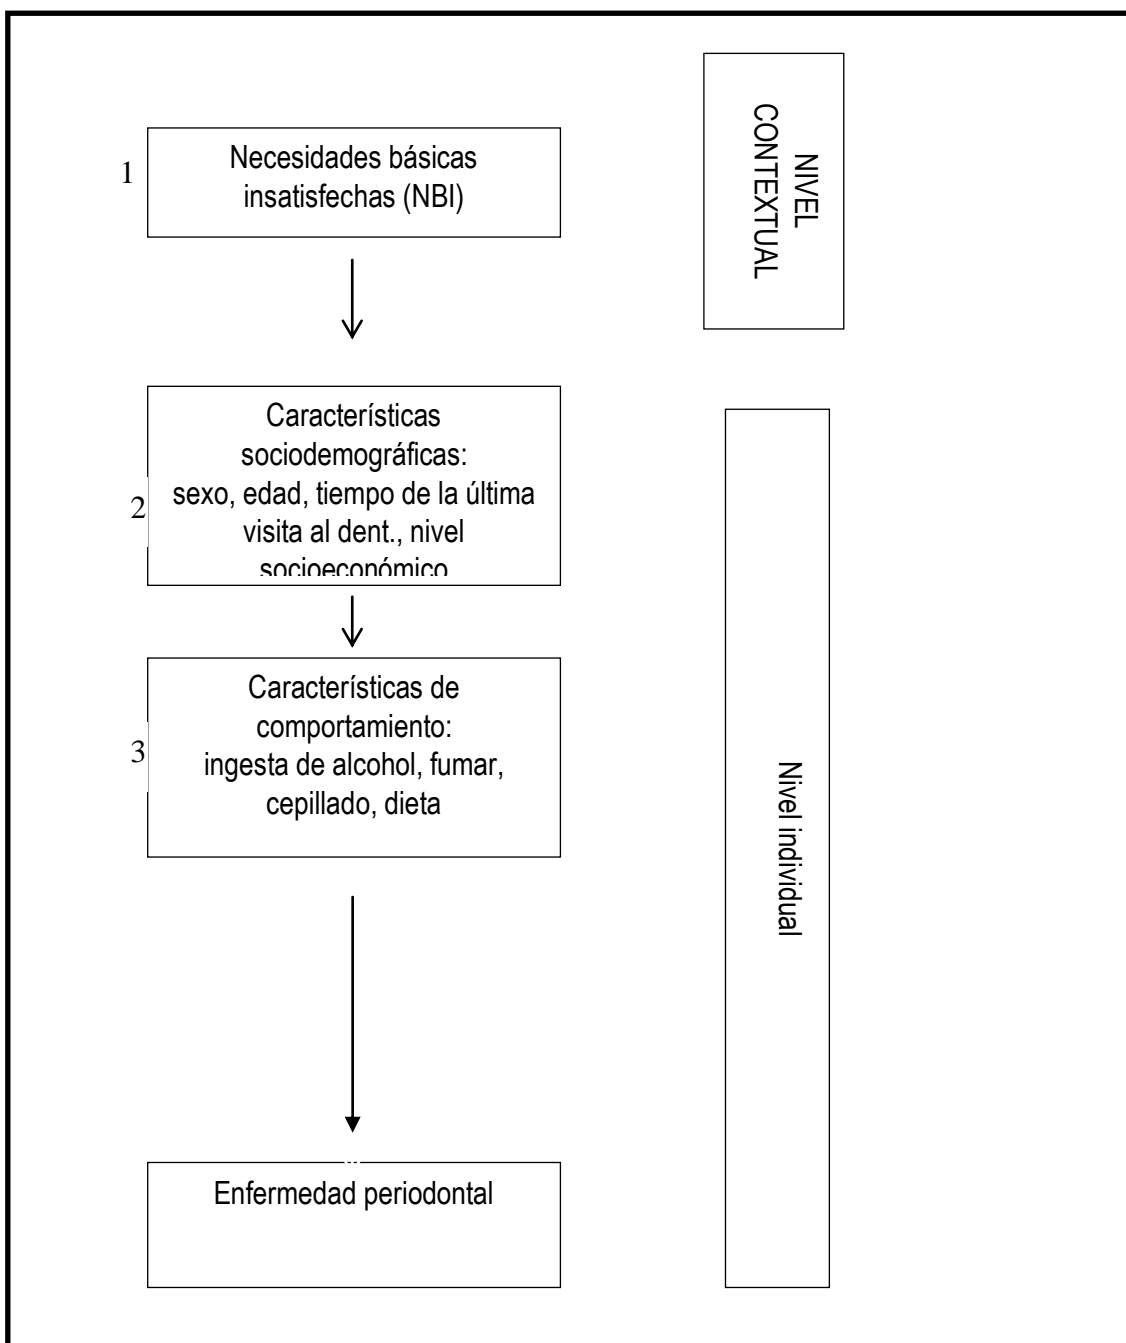 1
Necesidades básicas
insatisfechas (NBI)
NIVEL
CONTEXTUAL
2
Características
sociodemográficas:
sexo, edad, tiempo de la última
visita al dent., nivel
socioeconómico
3
Características de
comportamiento:
ingesta de alcohol, fumar,
cepillado, dieta
Nivel individual
Enfermedad periodontal